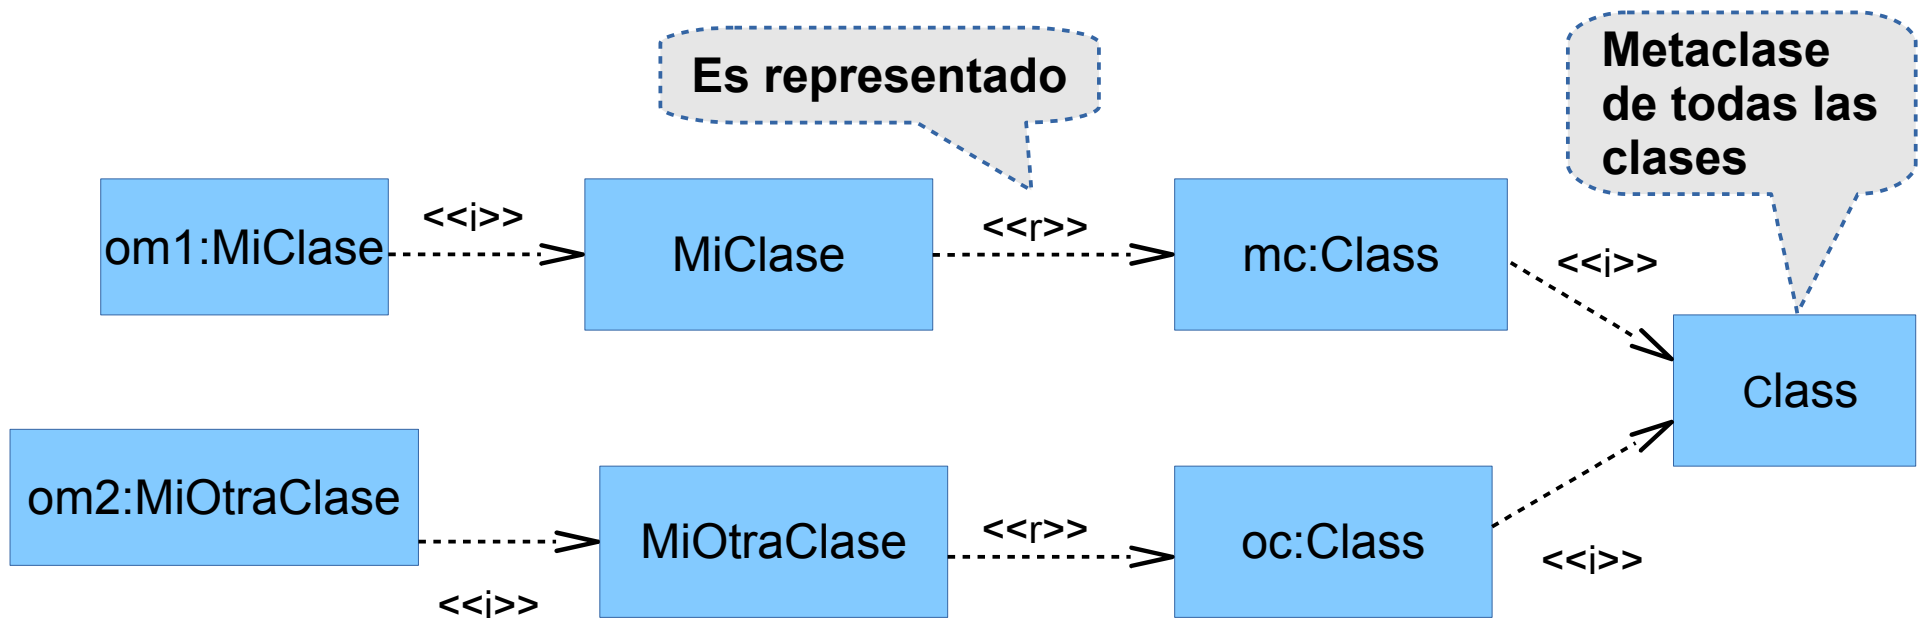 Es representado
Metaclase
de todas las
clases
om1:MiClase
<<i>>
MiClase
<<r>>
mc:Class
<<i>>
Class
om2:MiOtraClase
<<i>>
MiOtraClase
<<r>>
oc:Class
<<i>>